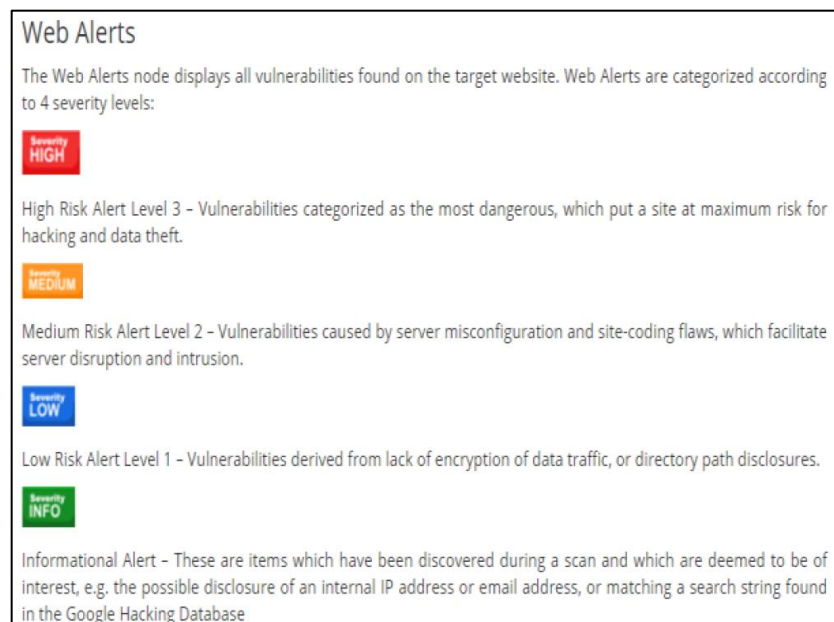 Web Alerts
The Web Alerts node displays all vulnerabilities found on the target website. Web Alerts are categorized according
to 4 severity levels:
Severity
HIGH
High Risk Alert Level 3 – Vulnerabilities categorized as the most dangerous, which put a site at maximum risk for
hacking and data theft.
Severity
MEDIUM
Medium Risk Alert Level 2 – Vulnerabilities caused by server misconfiguration and site-coding flaws, which facilitate
server disruption and intrusion.
Severity
LOW
Low Risk Alert Level 1 – Vulnerabilities derived from lack of encryption of data traffic, or directory path disclosures.
Severity
INFO
Informational Alert – These are items which have been discovered during a scan and which are deemed to be of
interest, e.g. the possible disclosure of an internal IP address or email address, or matching a search string found
in the Google Hacking Database